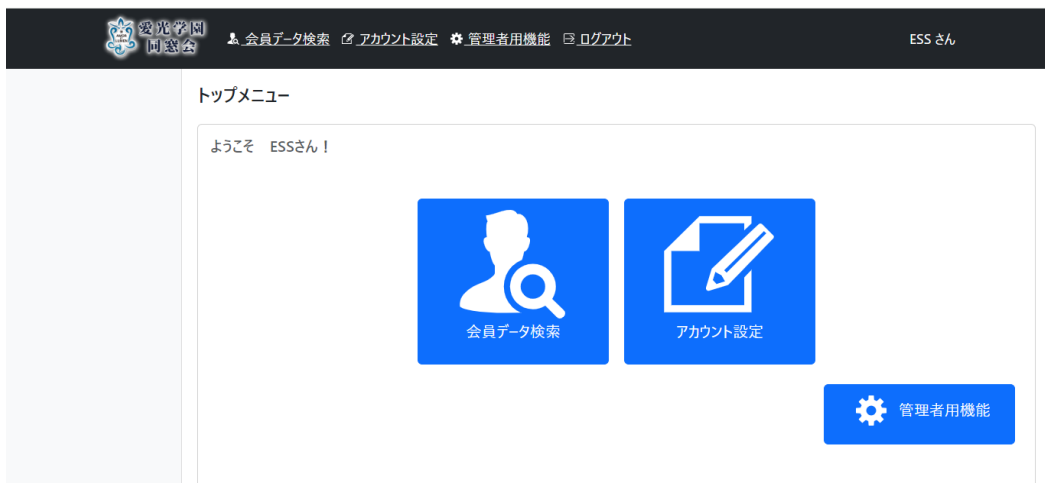 愛光学園
同窓会
会員データ検索 アカウント設定 管理者用機能 ログアウト ESS さん
トップメニュー
ようこそ　ESSさん！
会員データ検索 アカウント設定
管理者用機能